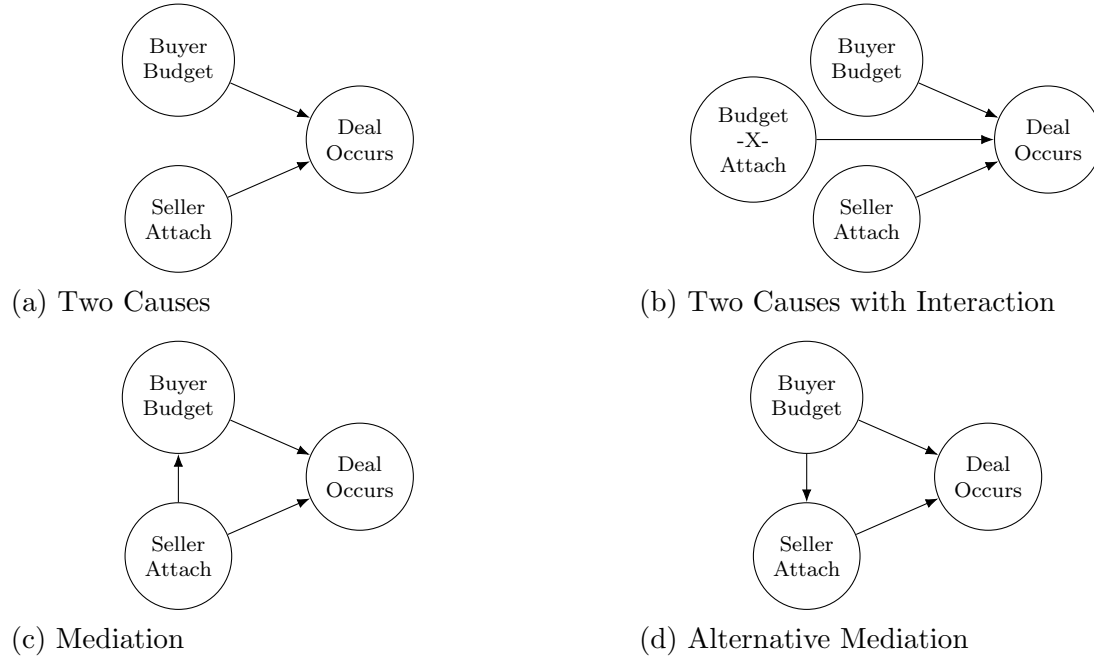 Buyer
Budget
Deal
Occurs
Seller
Attach
(a) Two Causes
Buyer
Budget
Budget
-X-
Attach
Deal
Occurs
Seller
Attach
(b) Two Causes with Interaction
Buyer
Budget
Deal
Occurs
Seller
Attach
(c) Mediation
Buyer
Budget
Deal
Occurs
Seller
Attach
(d) Alternative Mediation